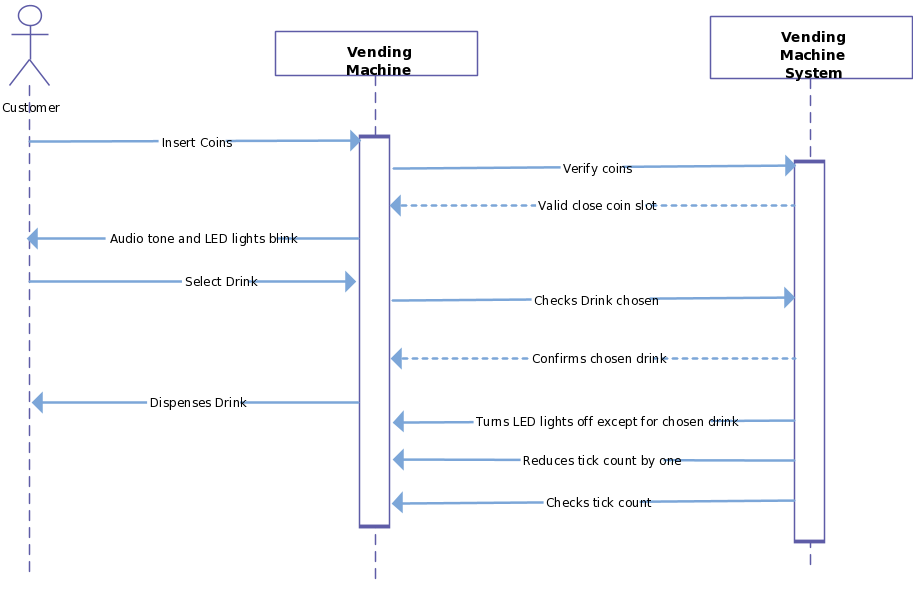 Vending
Machine
Vending
Machine
System
Customer
Insert Coins
Verify coins
Valid close coin slot
Audio tone and LED lights blink
Select Drink
Checks Drink chosen
Confirms chosen drink
Dispenses Drink
Turns LED lights off except for chosen drink
Reduces tick count by one
Checks tick count